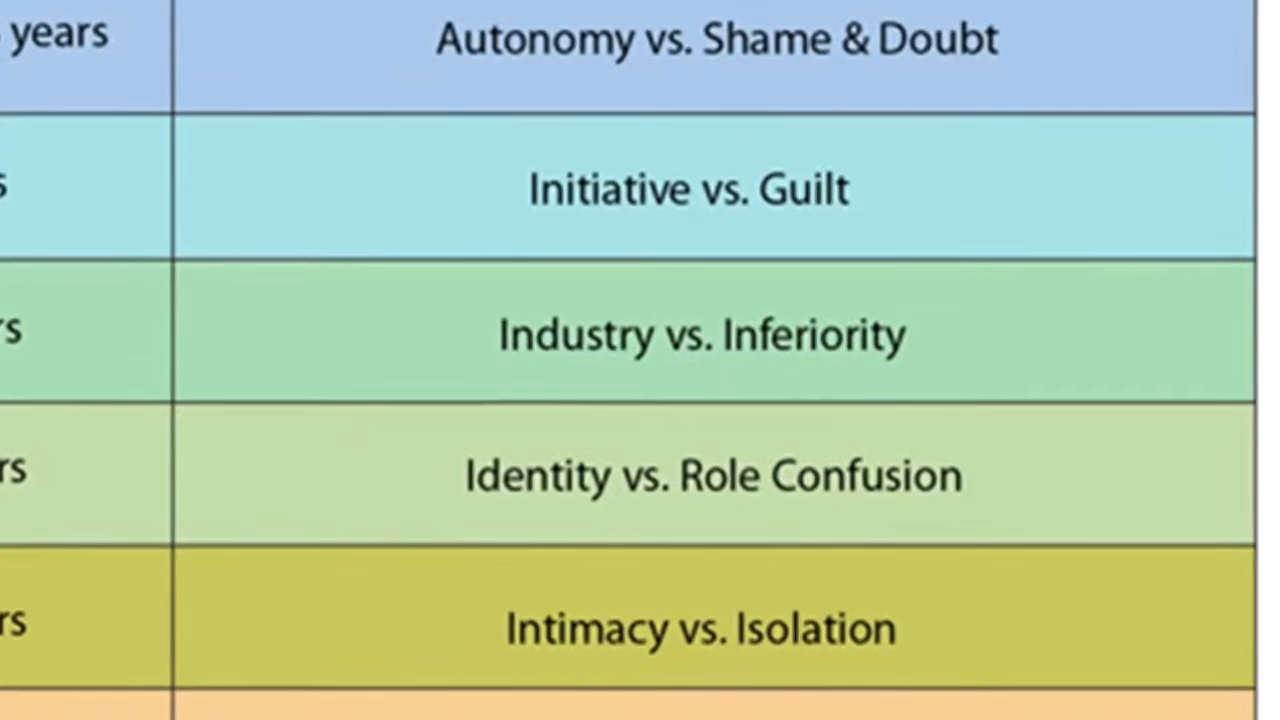 years Autonomy vs. Shame & Doubt
Initiative vs. Guilt
Industry vs. Inferiority
Identity vs. Role Confusion
Intimacy vs. Isolation